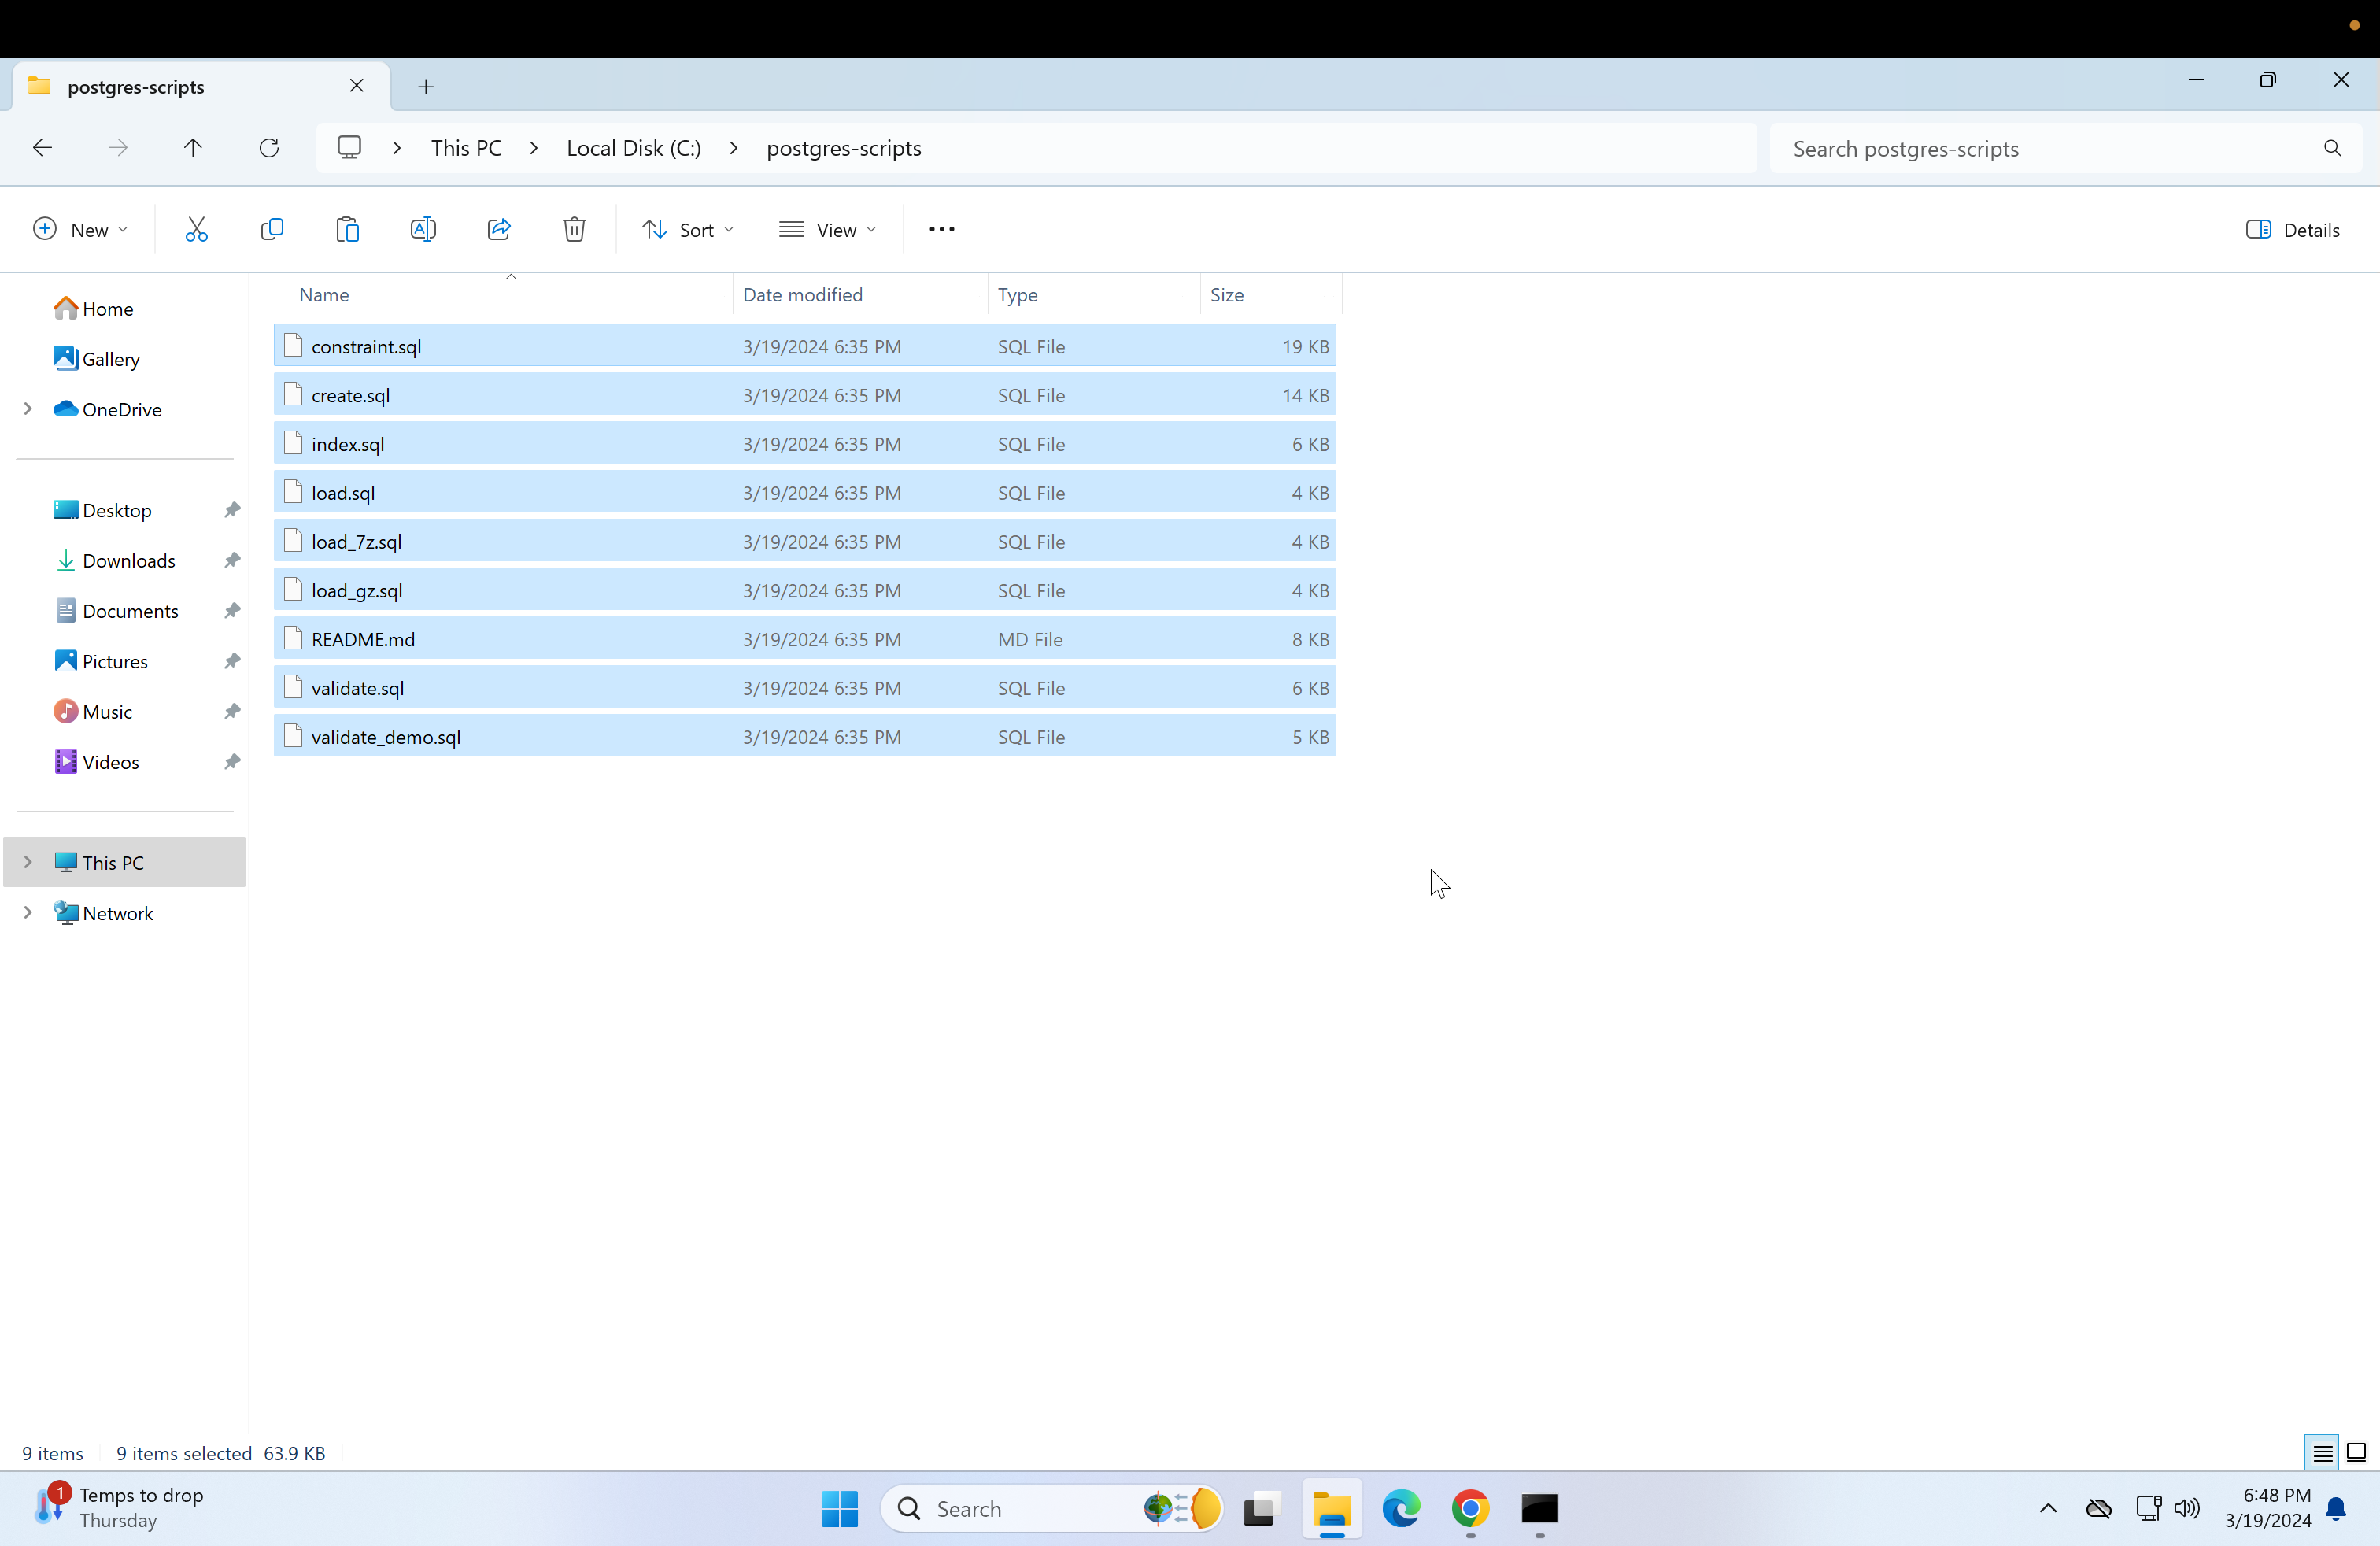 postgres-scripts
This PC > Local Disk (C:) > postgres-scripts
Search postgres-scripts
New
Sort
View
Details
Home
Gallery
OneDrive
Desktop
Downloads
Documents
Pictures
Music
Videos
This PC
Network
Name Date modified Type Size
constraint.sql 3/19/2024 6:35 PM SQL File 19 KB
create.sql 3/19/2024 6:35 PM SQL File 14 KB
index.sql 3/19/2024 6:35 PM SQL File 6 KB
load.sql 3/19/2024 6:35 PM SQL File 4 KB
load_7z.sql 3/19/2024 6:35 PM SQL File 4 KB
load_gz.sql 3/19/2024 6:35 PM SQL File 4 KB
README.md 3/19/2024 6:35 PM MD File 8 KB
validate.sql 3/19/2024 6:35 PM SQL File 6 KB
validate_demo.sql 3/19/2024 6:35 PM SQL File 5 KB
9 items 9 items selected 63.9 KB
1
Temps to drop
Thursday
Search
6:48 PM
3/19/2024